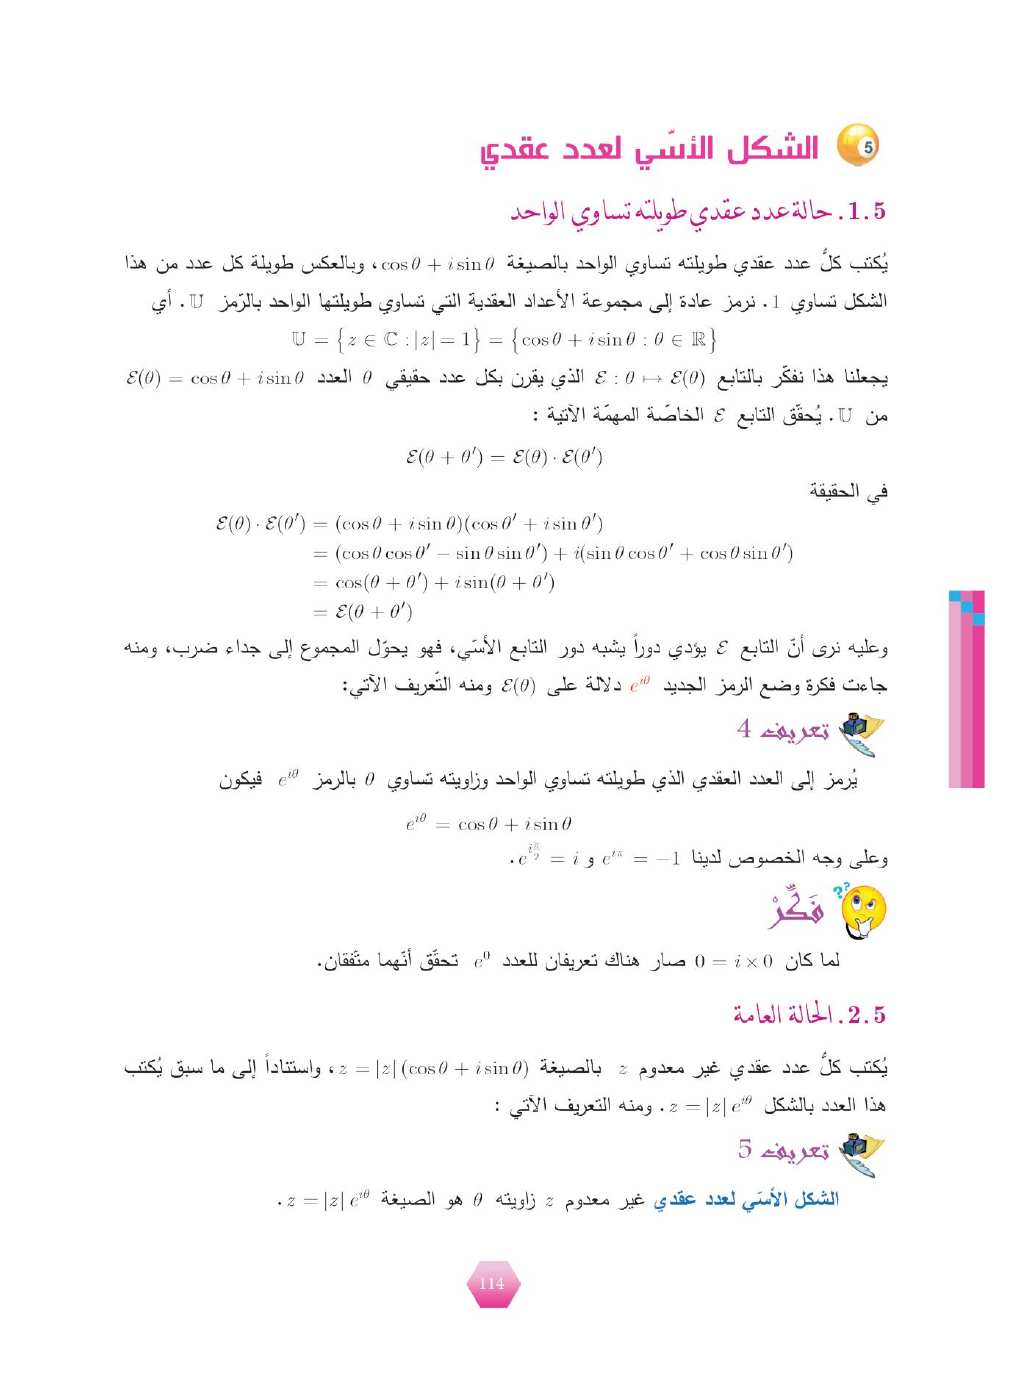 5 الشكل الأسّي لعدد عقدي
1.5. حالة عدد عقدي طويلته تساوي الواحد
يُكتب كلُّ عدد عقدي طويلته تساوي الواحد بالصيغة cos θ + i sin θ، وبالعكس طويلة كل عدد من هذا
الشكل تساوي 1. نرمز عادة إلى مجموعة الأعداد العقدية التي تساوي طويلتها الواحد بالرّمز 𝕌. أي
𝕌 = {z ∈ ℂ : |z| = 1} = {cos θ + i sin θ : θ ∈ ℝ}
يجعلنا هذا نفكّر بالتابع ℰ : θ ↦ ℰ(θ) الذي يقرن بكل عدد حقيقي θ العدد ℰ(θ) = cos θ + i sin θ
من 𝕌. يُحقّق التابع ℰ الخاصّة المهمّة الآتية :
ℰ(θ + θ′) = ℰ(θ) · ℰ(θ′)
في الحقيقة
ℰ(θ) · ℰ(θ′) = (cos θ + i sin θ)(cos θ′ + i sin θ′)
= (cos θ cos θ′ − sin θ sin θ′) + i(sin θ cos θ′ + cos θ sin θ′)
= cos(θ + θ′) + i sin(θ + θ′)
= ℰ(θ + θ′)
وعليه نرى أنّ التابع ℰ يؤدي دوراً يشبه دور التابع الأسّي، فهو يحوّل المجموع إلى جداء ضرب، ومنه
جاءت فكرة وضع الرمز الجديد e^{iθ} دلالة على ℰ(θ) ومنه التّعريف الآتي:
تعريف 4
يُرمز إلى العدد العقدي الذي طويلته تساوي الواحد وزاويته تساوي θ بالرمز e^{iθ} فيكون
e^{iθ} = cos θ + i sin θ
وعلى وجه الخصوص لدينا e^{iπ} = −1 و e^{iπ/2} = i.
??
فَكِّرْ
لما كان 0 = i × 0 صار هناك تعريفان للعدد e^0 تحقّق أنّهما متّفقان.
2.5. الحالة العامة
يُكتب كلُّ عدد عقدي غير معدوم z بالصيغة z = |z| (cos θ + i sin θ)، واستناداً إلى ما سبق يُكتب
هذا العدد بالشكل z = |z| e^{iθ}. ومنه التعريف الآتي :
تعريف 5
الشكل الأسّي لعدد عقدي غير معدوم z زاويته θ هو الصيغة z = |z| e^{iθ}.
114